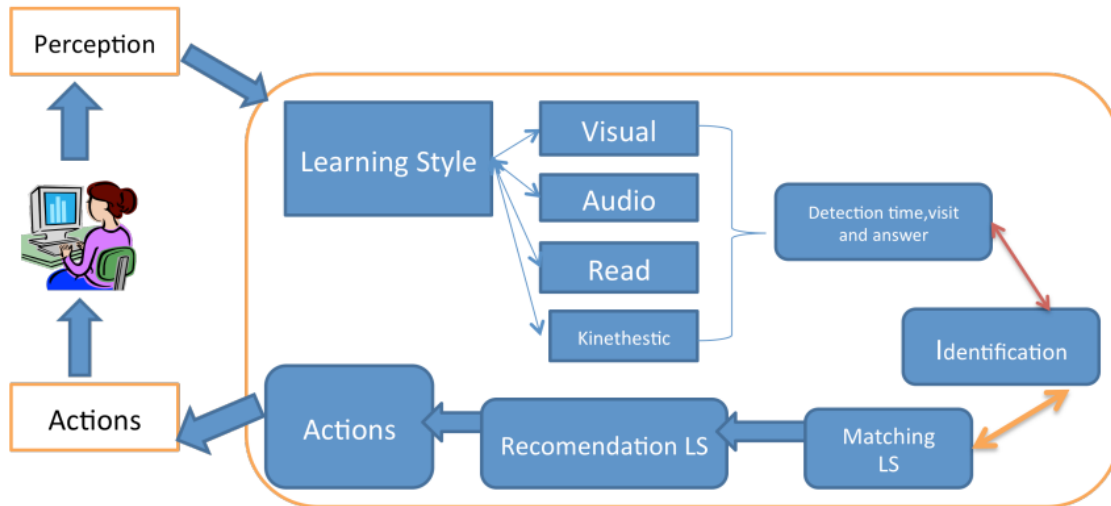 Perception
Learning Style
Visual
Audio
Read
Kinethestic
Detection time,visit
and answer
Identification
Matching
LS
Recomendation LS
Actions
Actions